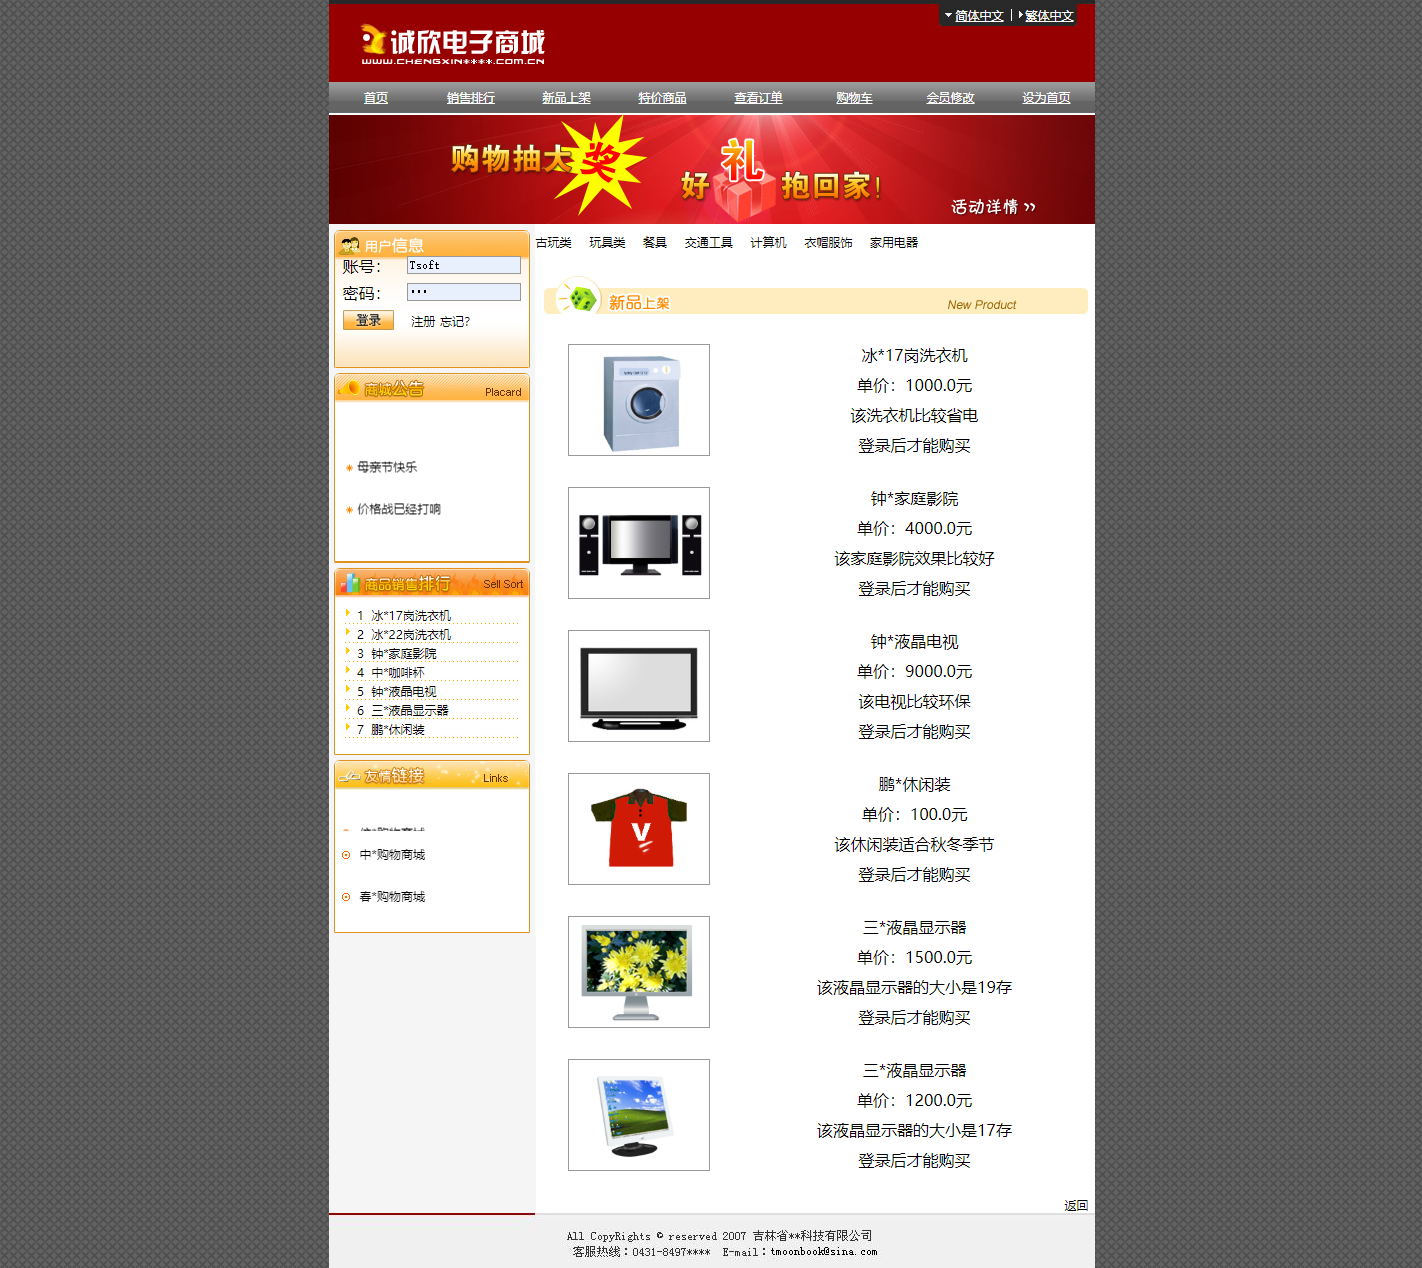 简体中文 | 繁体中文
诚欣电子商城
WWW.CHENGXIN****.COM.CN
首页 销售排行 新品上架 特价商品 查看订单 购物车 会员修改 设为首页
购物抽大奖 好礼抱回家!
活动详情 >>
古玩类 玩具类 餐具 交通工具 计算机 衣帽服饰 家用电器
用户信息
账号: Tsoft
密码: •••
登录 注册 忘记?
商城公告 Placard
母亲节快乐
价格战已经打响
商品销售排行 Sell Sort
1 冰*17岗洗衣机
2 冰*22岗洗衣机
3 钟*家庭影院
4 中*咖啡杯
5 钟*液晶电视
6 三*液晶显示器
7 鹏*休闲装
友情链接 Links
中*购物商城
春*购物商城
新品上架 New Product
冰*17岗洗衣机
单价：1000.0元
该洗衣机比较省电
登录后才能购买
钟*家庭影院
单价：4000.0元
该家庭影院效果比较好
登录后才能购买
钟*液晶电视
单价：9000.0元
该电视比较环保
登录后才能购买
鹏*休闲装
单价：100.0元
该休闲装适合秋冬季节
登录后才能购买
三*液晶显示器
单价：1500.0元
该液晶显示器的大小是19存
登录后才能购买
三*液晶显示器
单价：1200.0元
该液晶显示器的大小是17存
登录后才能购买
返回
All CopyRights © reserved 2007 吉林省**科技有限公司
客服热线：0431-8497**** E-mail：tmoonbook@sina.com